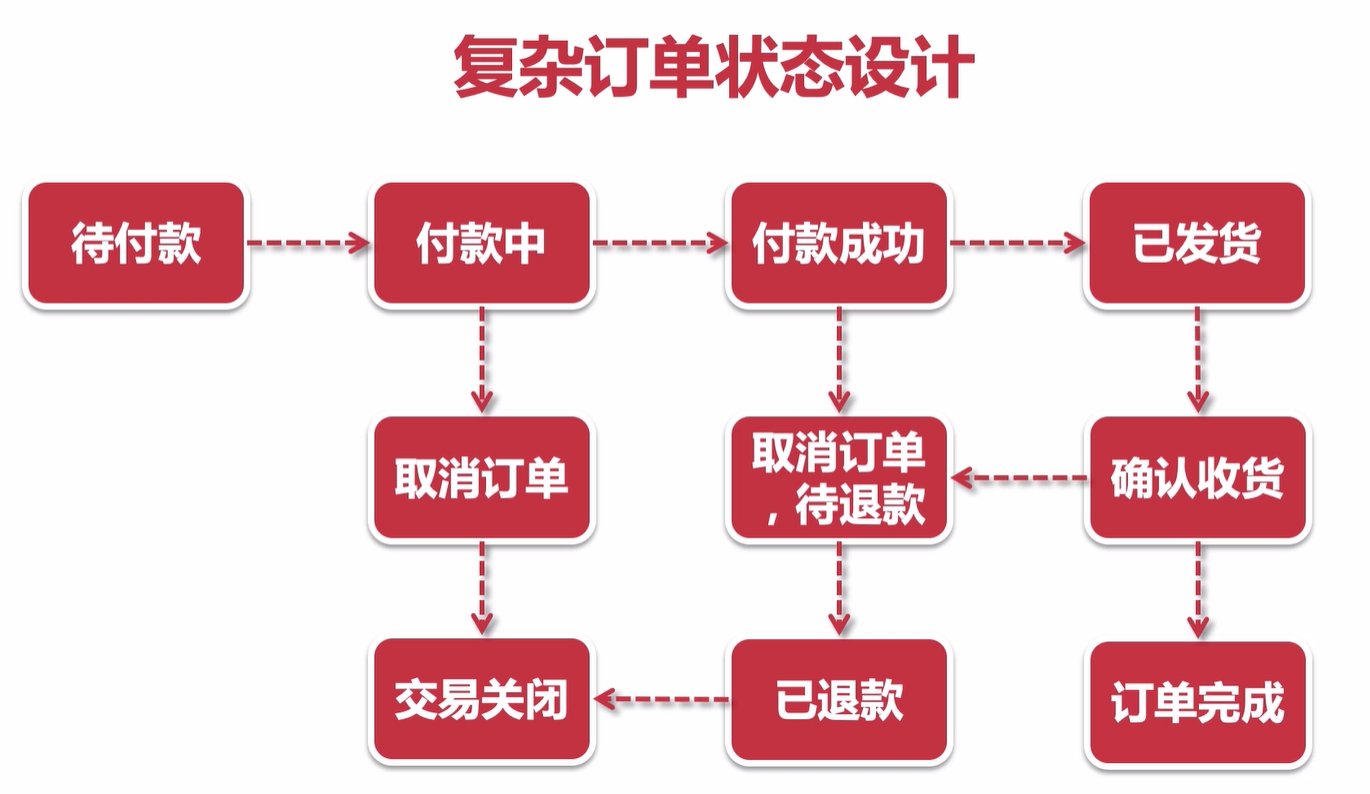 复杂订单状态设计
待付款
付款中
付款成功
已发货
取消订单
取消订单
，待退款
确认收货
交易关闭
已退款
订单完成